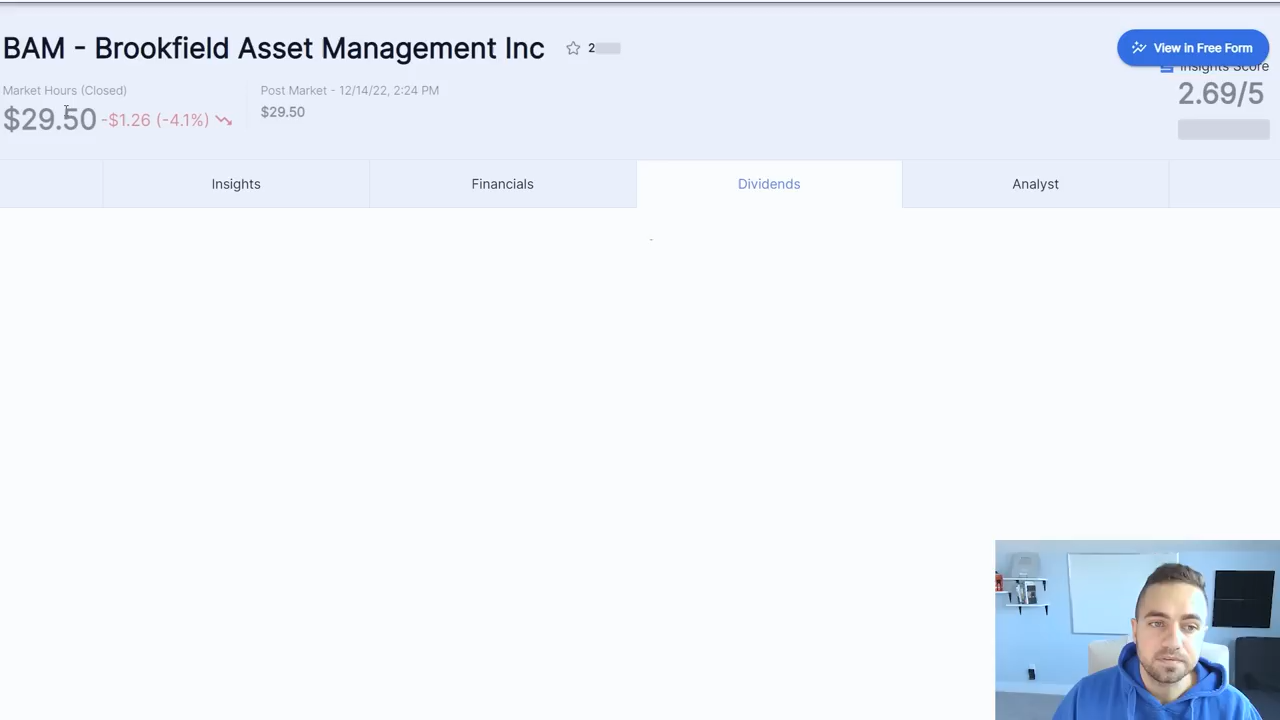 BAM - Brookfield Asset Management Inc
2
View in Free Form
Insights Score
Market Hours (Closed)
Post Market - 12/14/22, 2:24 PM
$29.50 -$1.26 (-4.1%)
$29.50
2.69/5
Insights
Financials
Dividends
Analyst
-